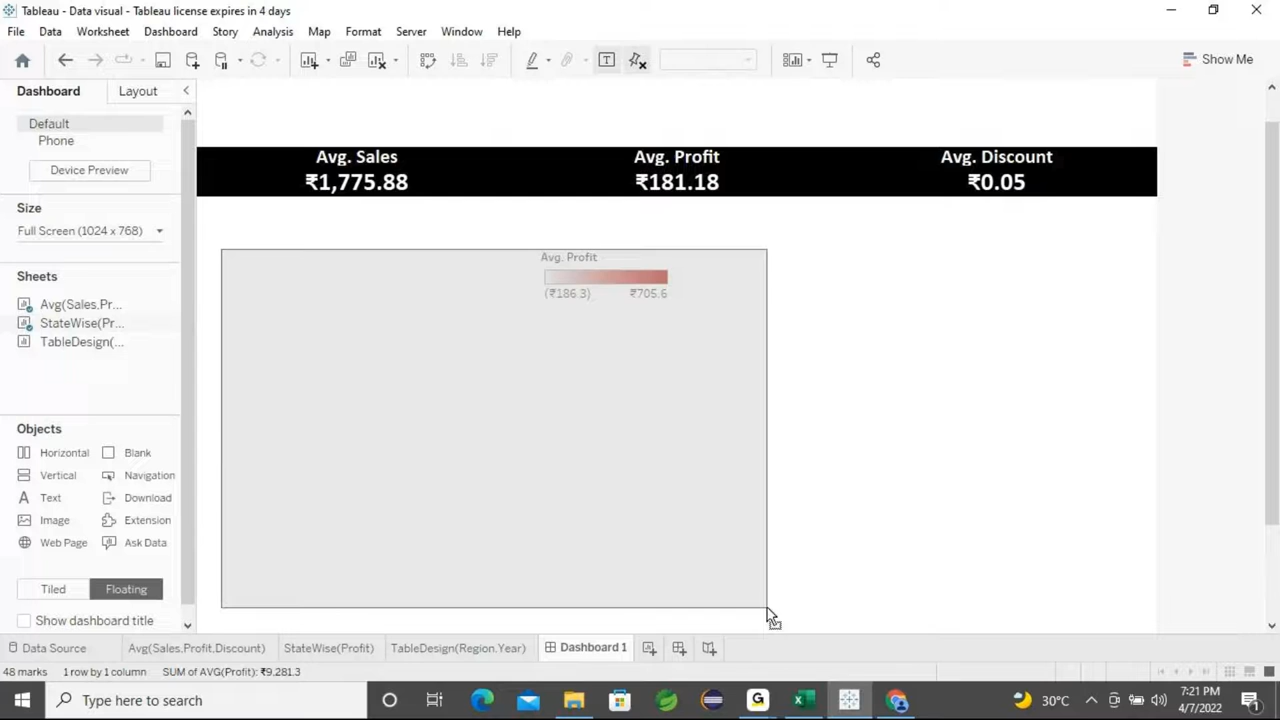 Tableau - Data visual - Tableau license expires in 4 days
File Data Worksheet Dashboard Story Analysis Map Format Server Window Help
Show Me
Dashboard Layout
Default
Phone
Device Preview
Size
Full Screen (1024 x 768)
Sheets
Avg(Sales,Pr...
StateWise(Pr...
TableDesign(...
Objects
Horizontal Blank
Vertical Navigation
Text Download
Image Extension
Web Page Ask Data
Tiled Floating
Show dashboard title
Avg. Sales Avg. Profit Avg. Discount
₹1,775.88 ₹181.18 ₹0.05
Avg. Profit
(₹186.3) ₹705.6
Data Source Avg(Sales.Profit.Discount) StateWise(Profit) TableDesign(Region.Year) Dashboard 1
48 marks 1 row by 1 column SUM of AVG(Profit): ₹9,281.3
Type here to search
30°C
7:21 PM
4/7/2022